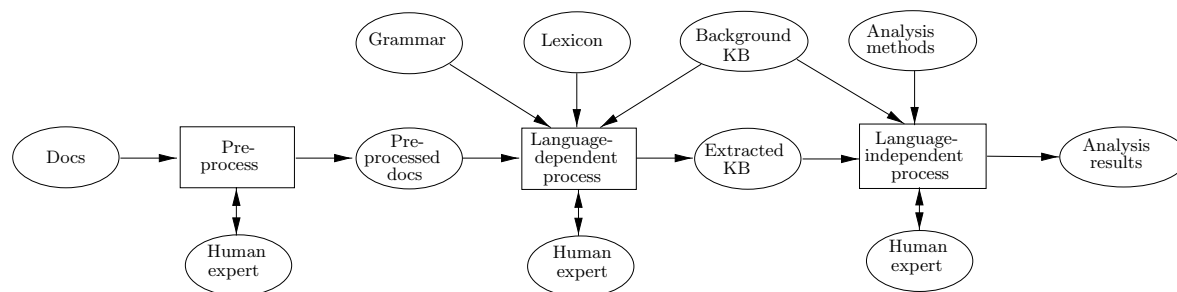 Grammar
Lexicon
Background
KB
Analysis
methods
Docs
Pre-
process
Pre-
processed
docs
Language-
dependent
process
Extracted
KB
Language-
independent
process
Analysis
results
Human
expert
Human
expert
Human
expert